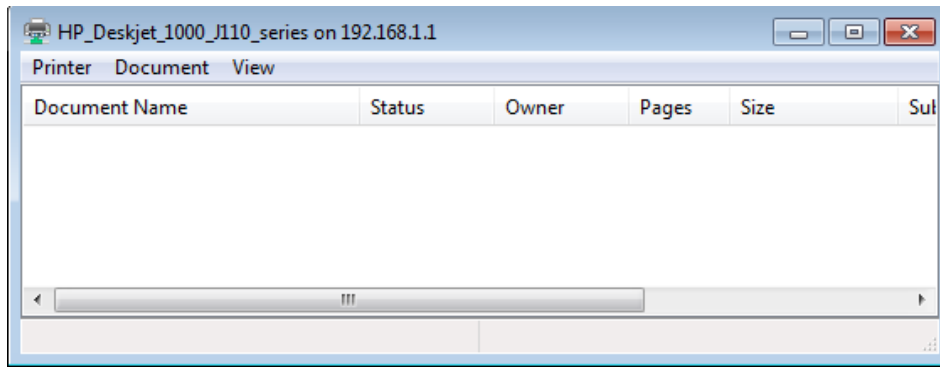 HP_Deskjet_1000_J110_series on 192.168.1.1
Printer Document View
Document Name Status Owner Pages Size